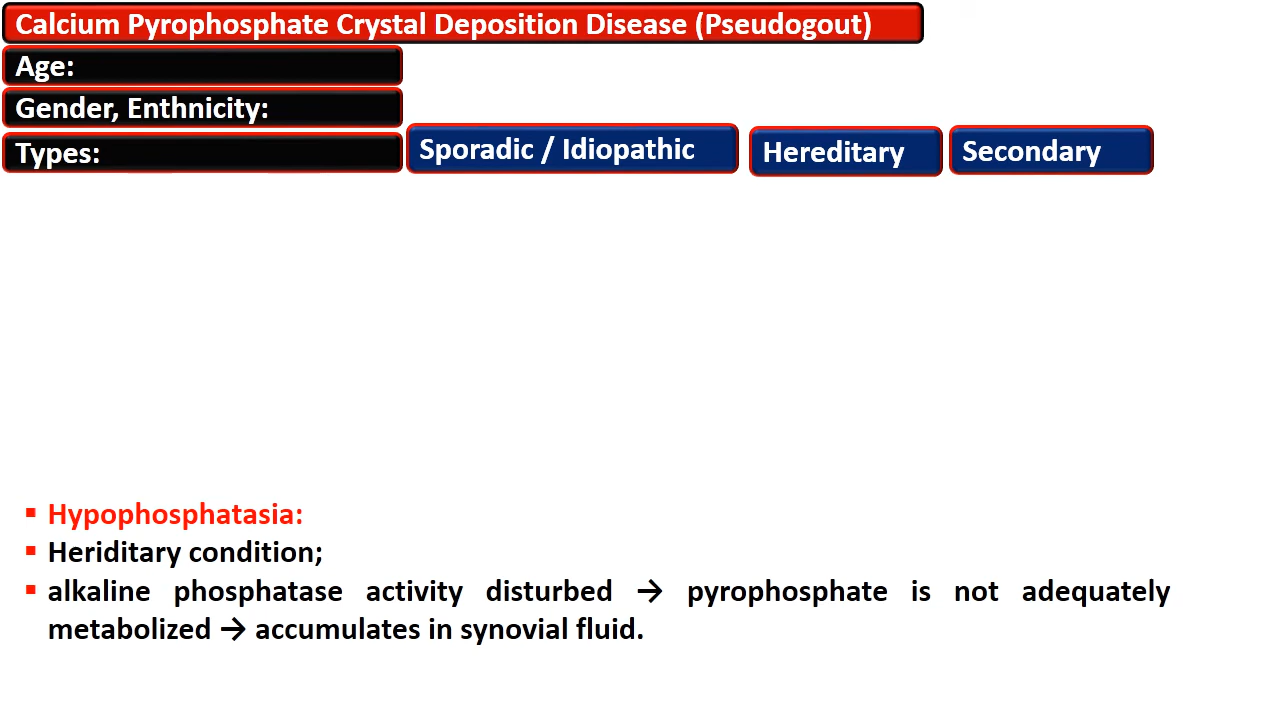 Calcium Pyrophosphate Crystal Deposition Disease (Pseudogout)
Age:
Gender, Enthnicity:
Types:
Sporadic / Idiopathic
Hereditary
Secondary
▪ Hypophosphatasia:
▪ Heriditary condition;
▪ alkaline phosphatase activity disturbed → pyrophosphate is not adequately
metabolized → accumulates in synovial fluid.